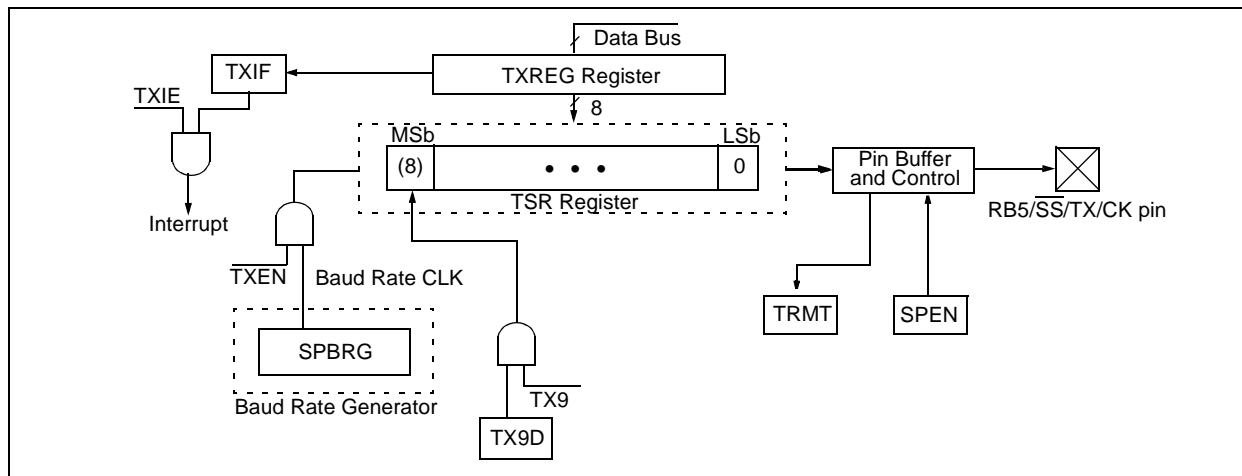 Data Bus
TXIF
TXREG Register
TXIE
8
MSb
LSb
(8)
• • •
0
Pin Buffer
and Control
TSR Register
Interrupt
RB5/SS/TX/CK pin
TXEN
Baud Rate CLK
TRMT
SPEN
SPBRG
TX9
Baud Rate Generator
TX9D